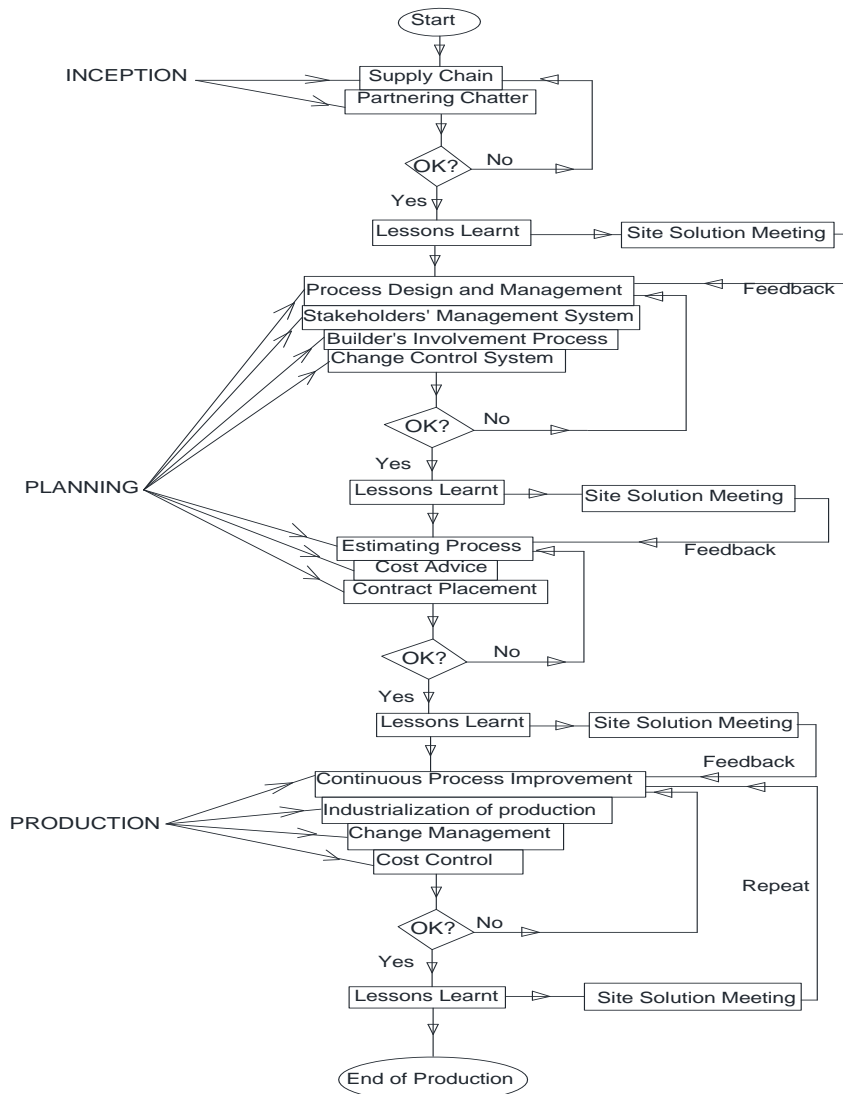 Start
INCEPTION
Supply Chain
Partnering Chatter
OK?
No
Yes
Lessons Learnt
Site Solution Meeting
Process Design and Management
Feedback
Stakeholders' Management System
Builder's Involvement Process
Change Control System
OK?
No
Yes
PLANNING
Lessons Learnt
Site Solution Meeting
Estimating Process
Feedback
Cost Advice
Contract Placement
OK?
No
Yes
Lessons Learnt
Site Solution Meeting
Feedback
Continuous Process Improvement
Industrialization of production
PRODUCTION
Change Management
Cost Control
Repeat
OK?
No
Yes
Lessons Learnt
Site Solution Meeting
End of Production